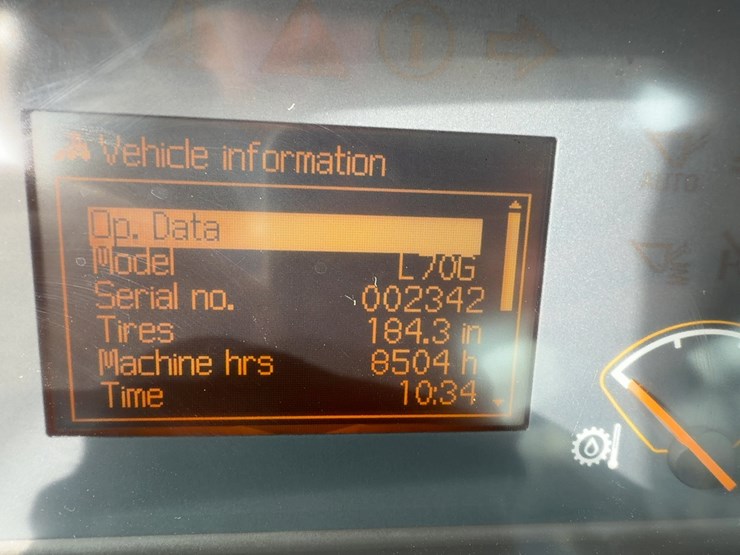 Vehicle information
Op. Data
Model L70G
Serial no. 002342
Tires 184.3 in
Machine hrs 8504 h
Time 10:34
AUTO